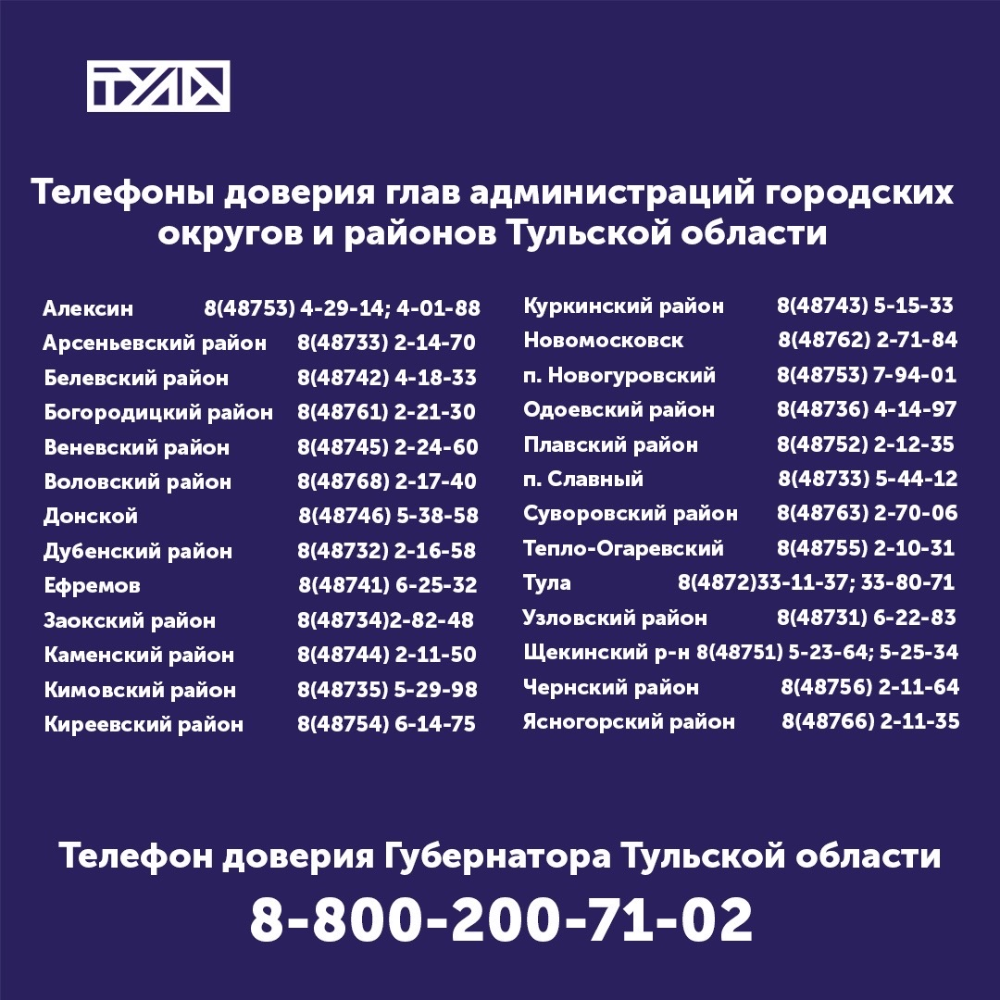 ТУЛА
Телефоны доверия глав администраций городских
округов и районов Тульской области
Алексин 8(48753) 4-29-14; 4-01-88
Арсеньевский район 8(48733) 2-14-70
Белевский район 8(48742) 4-18-33
Богородицкий район 8(48761) 2-21-30
Веневский район 8(48745) 2-24-60
Воловский район 8(48768) 2-17-40
Донской 8(48746) 5-38-58
Дубенский район 8(48732) 2-16-58
Ефремов 8(48741) 6-25-32
Заокский район 8(48734)2-82-48
Каменский район 8(48744) 2-11-50
Кимовский район 8(48735) 5-29-98
Киреевский район 8(48754) 6-14-75
Куркинский район 8(48743) 5-15-33
Новомосковск 8(48762) 2-71-84
п. Новогуровский 8(48753) 7-94-01
Одоевский район 8(48736) 4-14-97
Плавский район 8(48752) 2-12-35
п. Славный 8(48733) 5-44-12
Суворовский район 8(48763) 2-70-06
Тепло-Огаревский 8(48755) 2-10-31
Тула 8(4872)33-11-37; 33-80-71
Узловский район 8(48731) 6-22-83
Щекинский р-н 8(48751) 5-23-64; 5-25-34
Чернский район 8(48756) 2-11-64
Ясногорский район 8(48766) 2-11-35
Телефон доверия Губернатора Тульской области
8-800-200-71-02